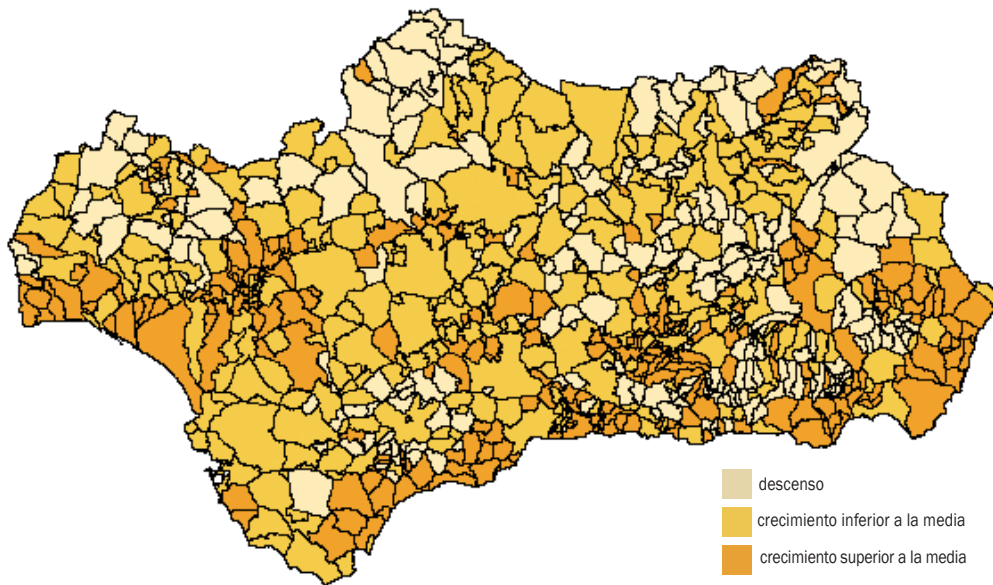 descenso
crecimiento inferior a la media
crecimiento superior a la media